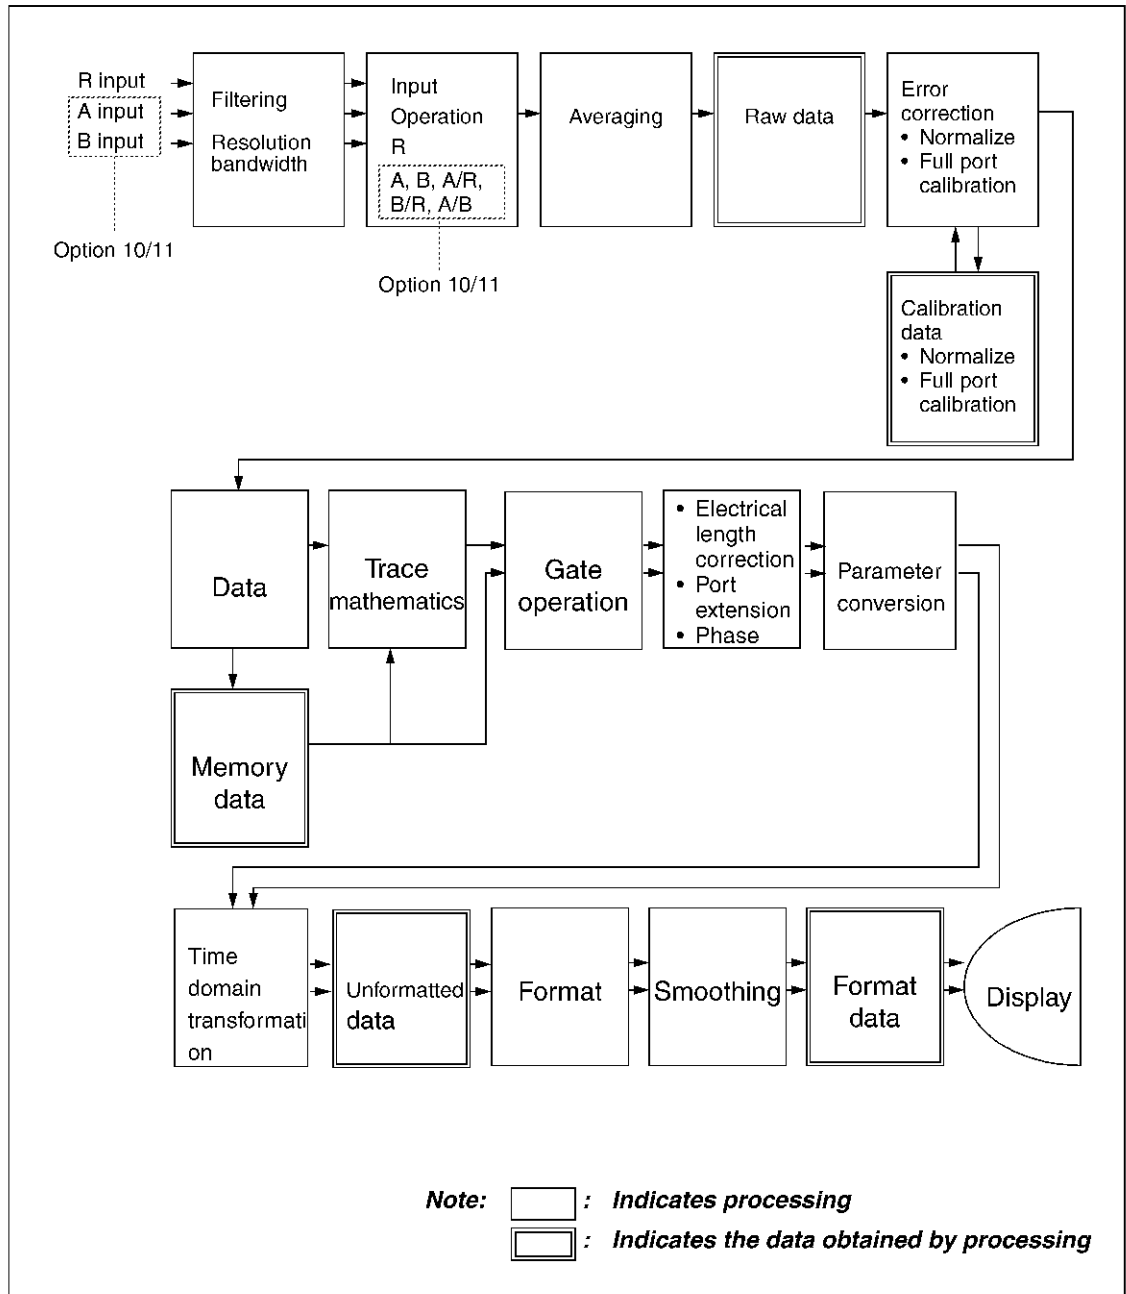 R input
A input
B input
Option 10/11
Filtering
Resolution
bandwidth
Input
Operation
R
A, B, A/R,
B/R, A/B
Option 10/11
Averaging
Raw data
Error
correction
• Normalize
• Full port
calibration
Calibration
data
• Normalize
• Full port
calibration
Data
Trace
mathematics
Gate
operation
• Electrical
length
correction
• Port
extension
• Phase
Parameter
conversion
Memory
data
Time
domain
transformati
on
Unformatted
data
Format
Smoothing
Format
data
Display
Note: : Indicates processing
: Indicates the data obtained by processing